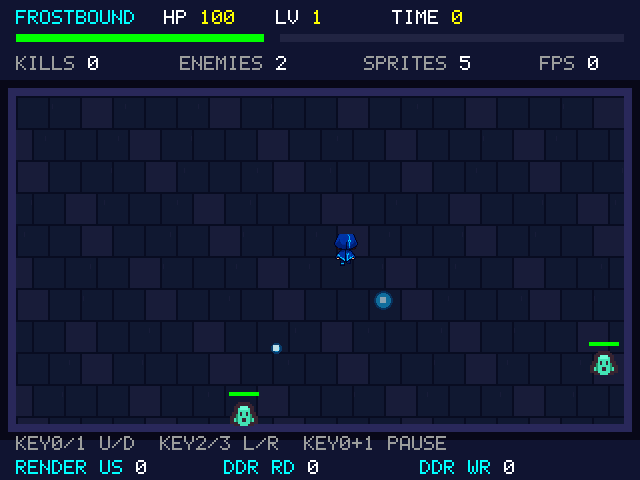 FROSTBOUND HP 100 LV 1 TIME 0
KILLS 0 ENEMIES 2 SPRITES 5 FPS 0
KEY0/1 U/D KEY2/3 L/R KEY0+1 PAUSE
RENDER US 0 DDR RD 0 DDR WR 0